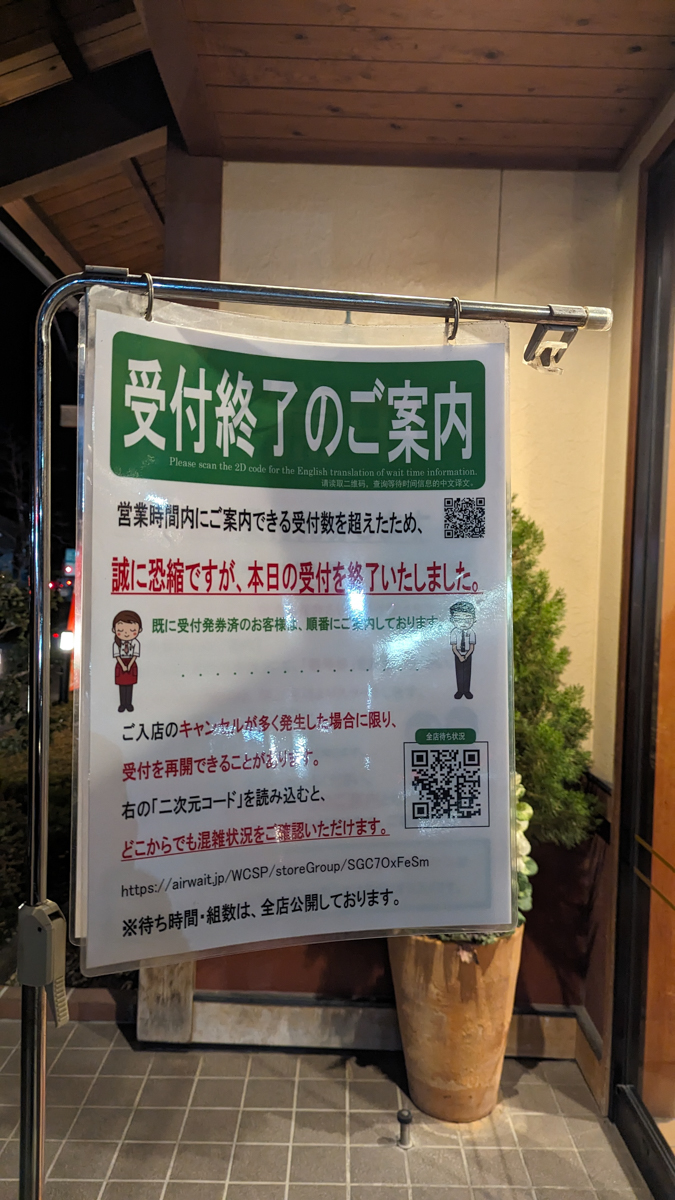 受付終了のご案内
Please scan the 2D code for the English translation of wait time information.
请读取二维码，查询等待时间信息的中文译文。
営業時間内にご案内できる受付数を超えたため、
誠に恐縮ですが、本日の受付を終了いたしました。
既に受付発券済のお客様は、順番にご案内しております。
ご入店のキャンセルが多く発生した場合に限り、
受付を再開できることがあります。
全店待ち状況
右の「二次元コード」を読み込むと、
どこからでも混雑状況をご確認いただけます。
https://airwait.jp/WCSP/storeGroup/SGC7OxFeSm
※待ち時間・組数は、全店公開しております。